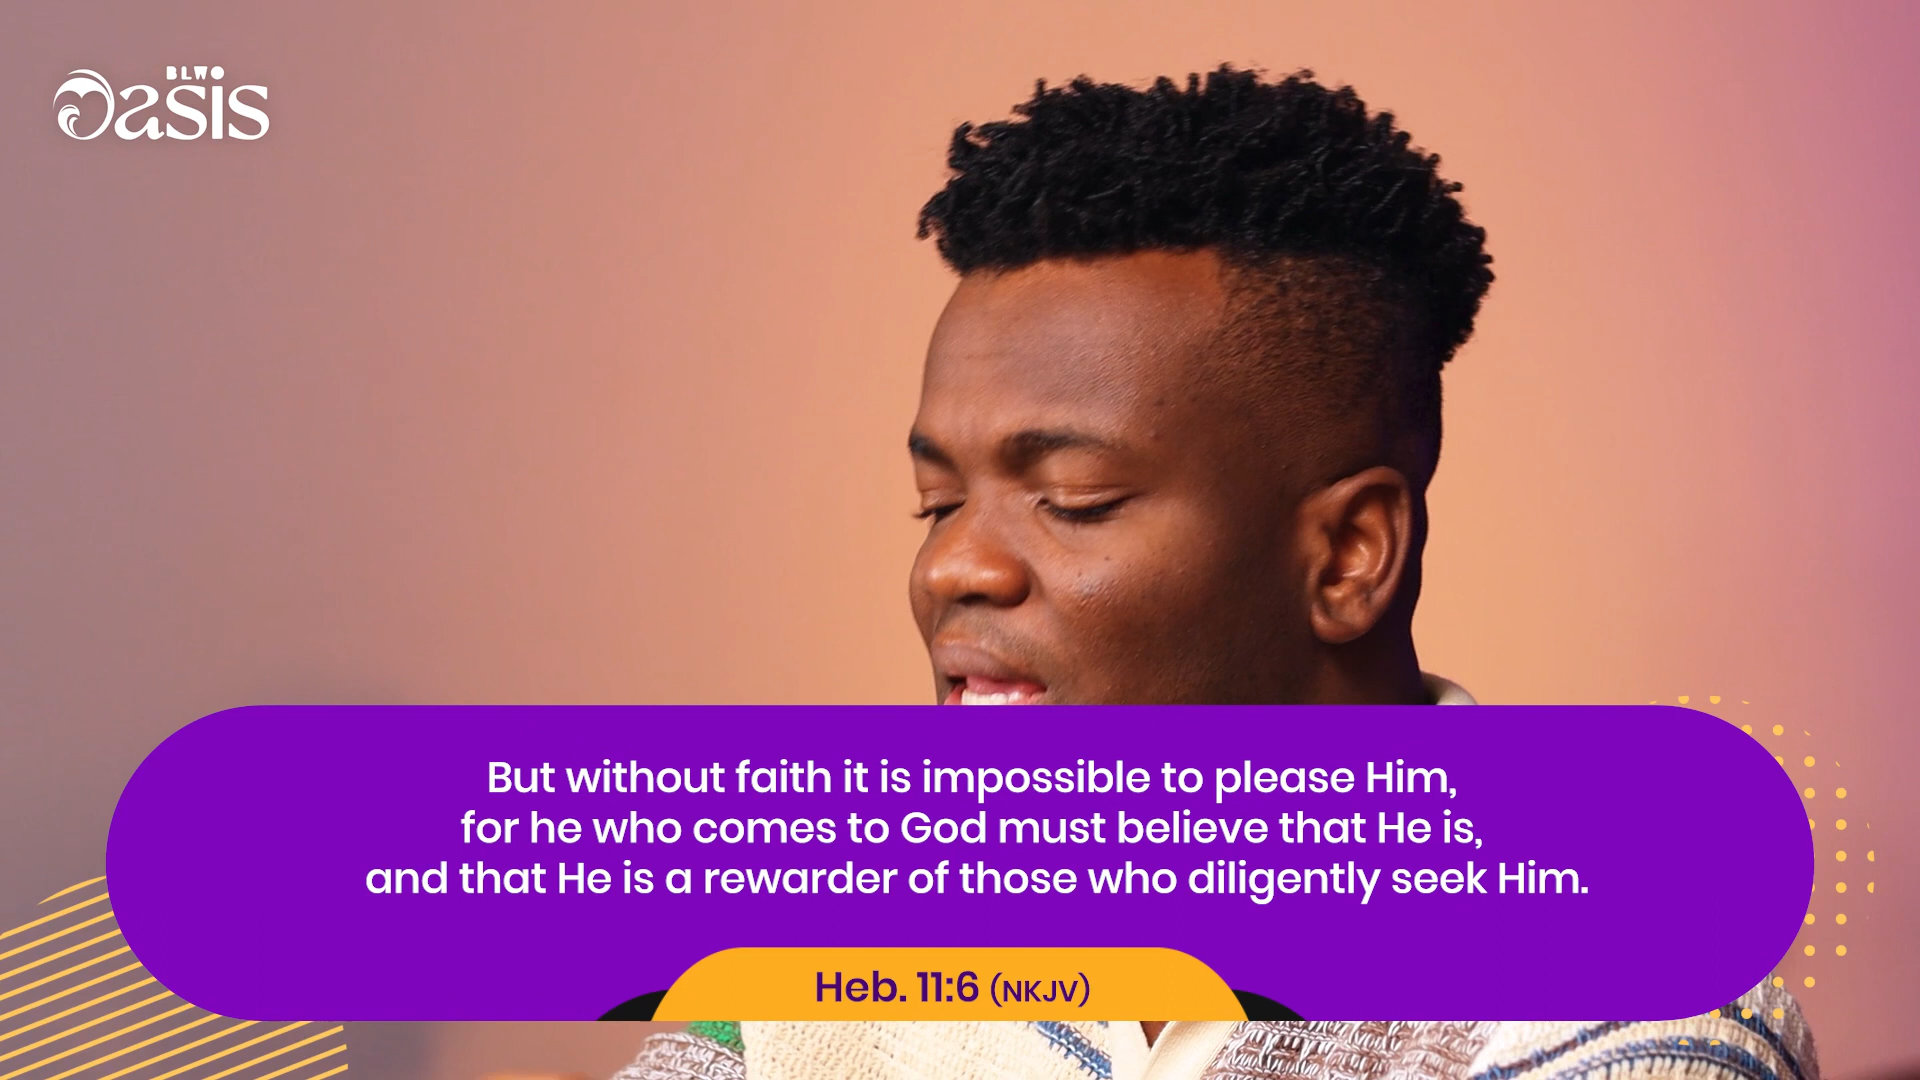 BLWO
Oasis
But without faith it is impossible to please Him,
for he who comes to God must believe that He is,
and that He is a rewarder of those who diligently seek Him.
Heb. 11:6 (NKJV)